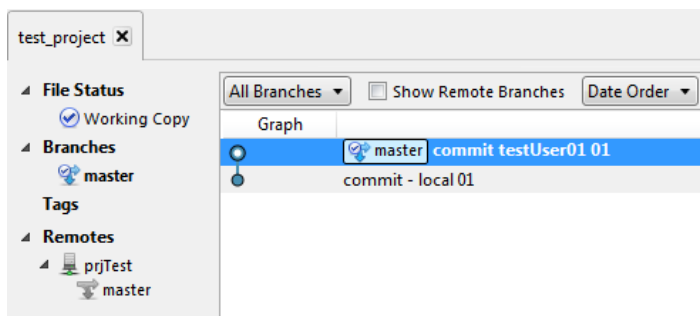 test_project
File Status
Working Copy
Branches
master
Tags
Remotes
prjTest
master
All Branches Show Remote Branches Date Order
Graph
master commit testUser01 01
commit - local 01